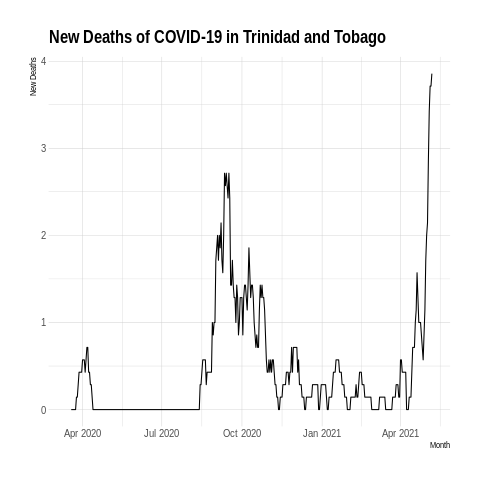 New Deaths of COVID-19 in Trinidad and Tobago
New Deaths
4
3
2
1
0
Apr 2020 Jul 2020 Oct 2020 Jan 2021 Apr 2021
Month